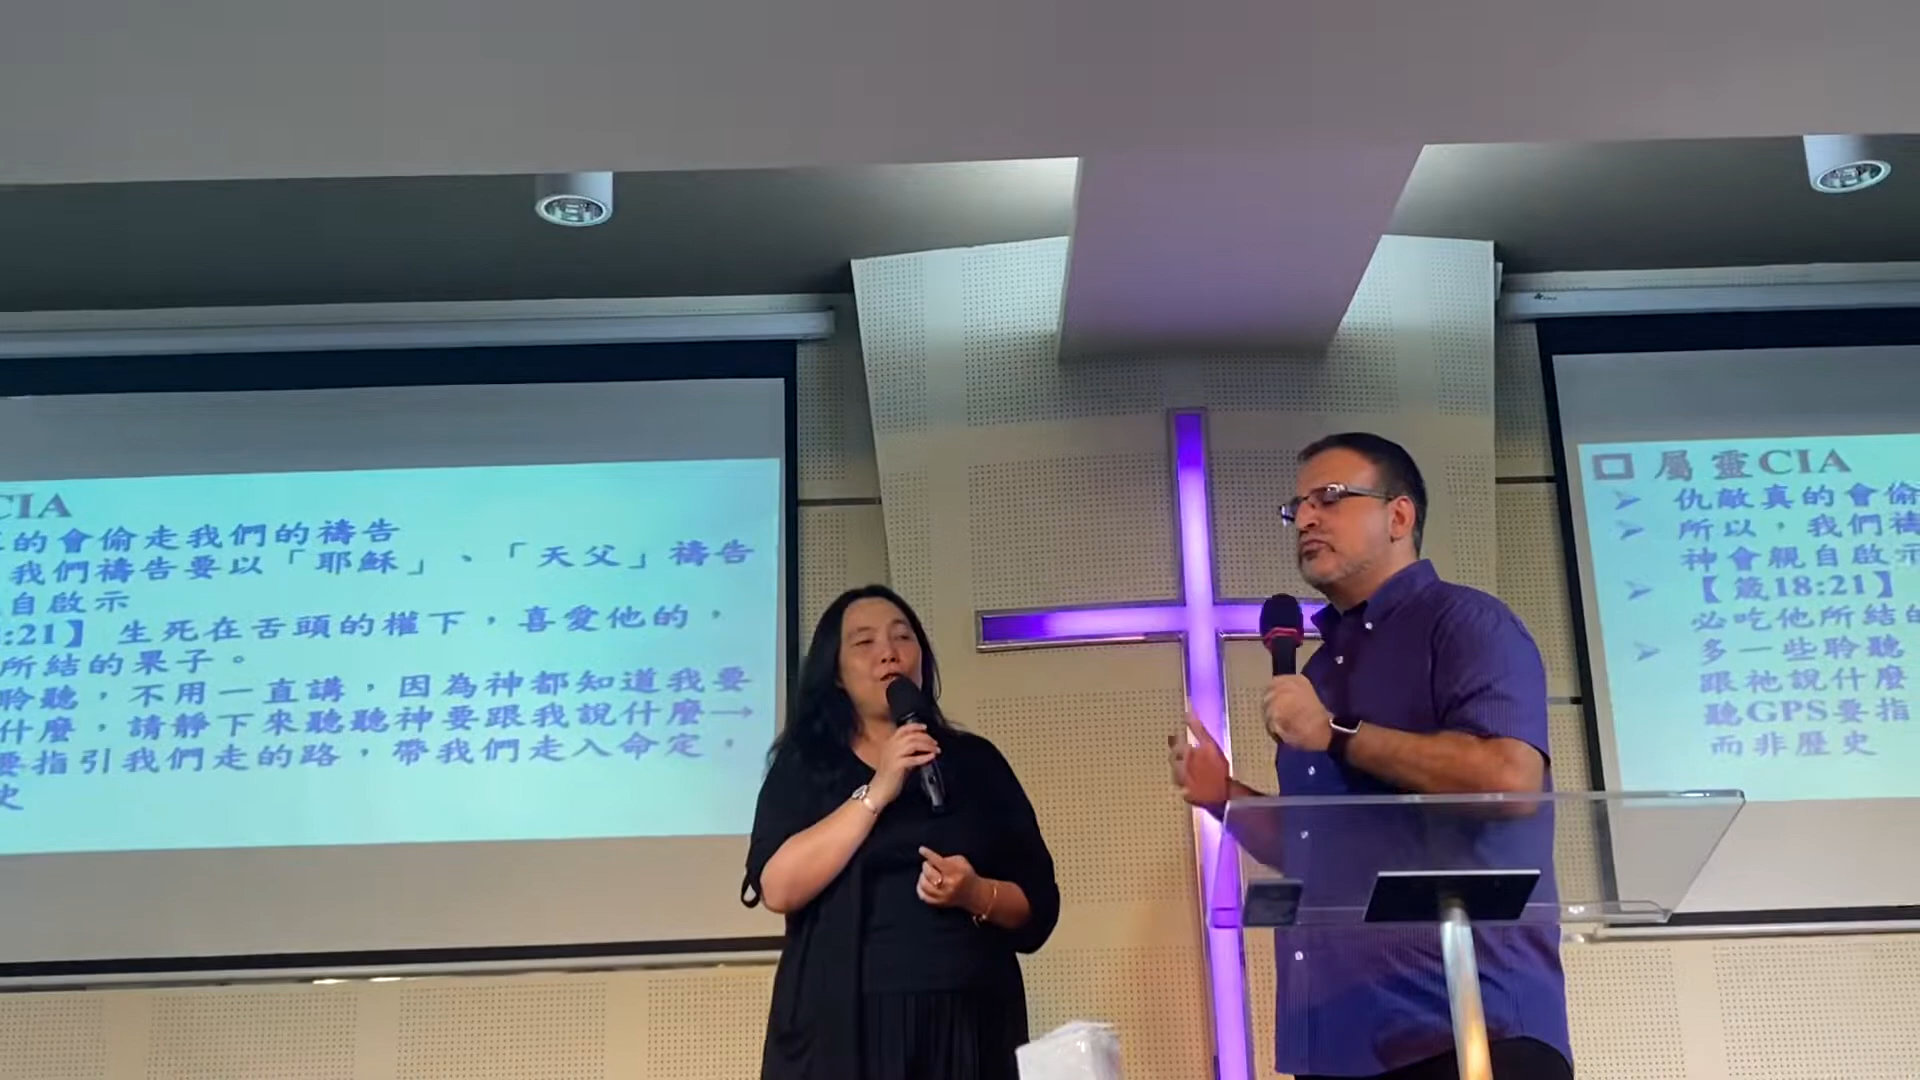 CIA
的會偷走我們的禱告
我們禱告要以「耶穌」、「天父」禱告
自啟示
:21】 生死在舌頭的權下，喜愛他的，
所結的果子。
聆聽，不用一直講，因為神都知道我要
什麼，請靜下來聽聽神要跟我說什麼→
要指引我們走的路，帶我們走入命定，
史
□ 屬靈CIA
➢ 仇敵真的會偷
➢ 所以，我們禱
神會親自啟示
➢ 【箴18:21】
必吃他所結的
➢ 多一些聆聽
跟祂說什麼
聽GPS要指
而非歷史